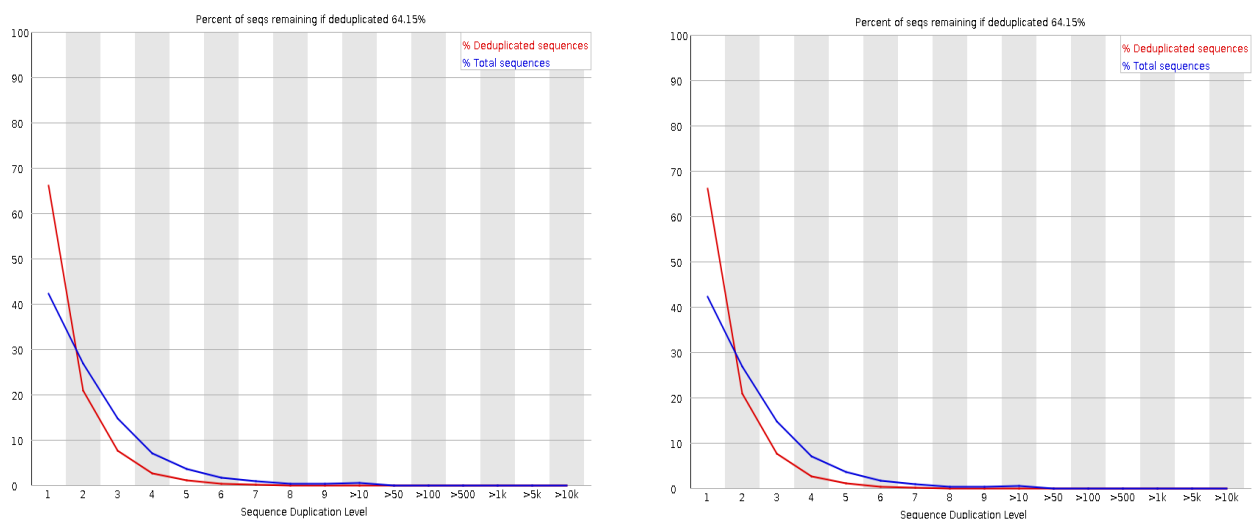 Percent of seqs remaining if deduplicated 64.15%
% Deduplicated sequences
% Total sequences
100
90
80
70
60
50
40
30
20
10
0
1 2 3 4 5 6 7 8 9 >10 >50 >100 >500 >1k >5k >10k
Sequence Duplication Level
Percent of seqs remaining if deduplicated 64.15%
% Deduplicated sequences
% Total sequences
100
90
80
70
60
50
40
30
20
10
0
1 2 3 4 5 6 7 8 9 >10 >50 >100 >500 >1k >5k >10k
Sequence Duplication Level